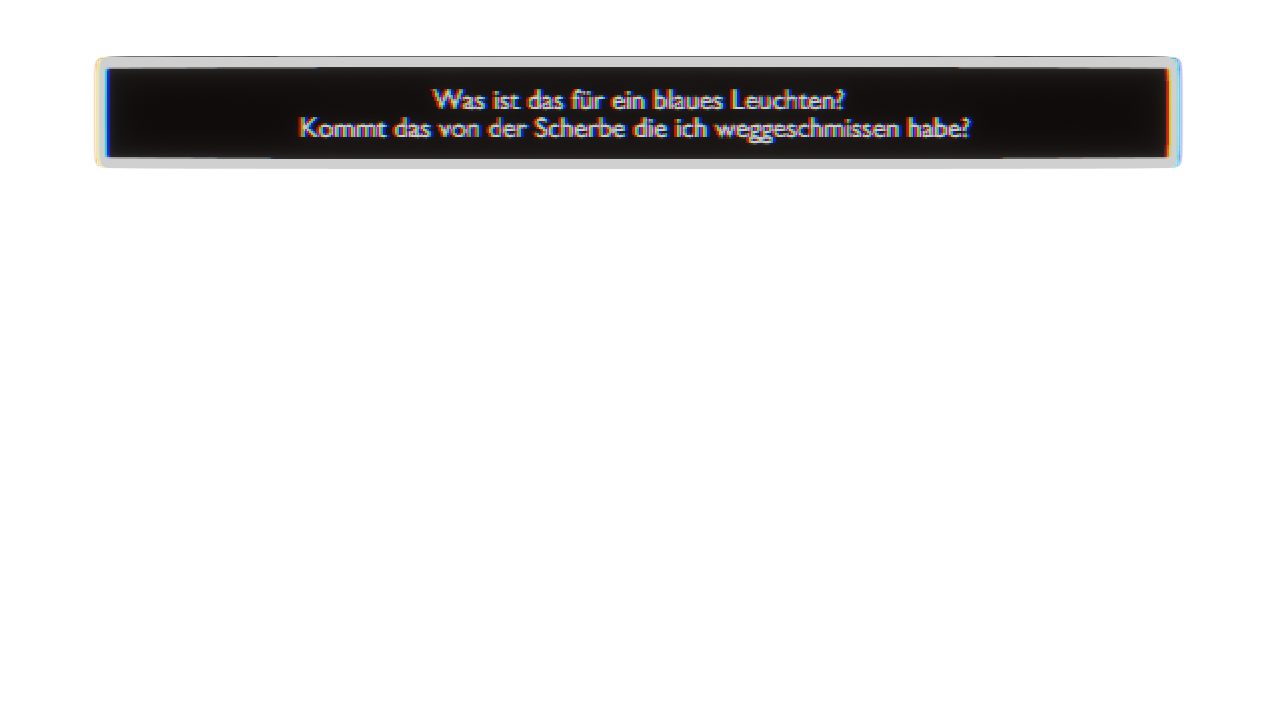 Was ist das für ein blaues Leuchten?
Kommt das von der Scherbe die ich weggeschmissen habe?